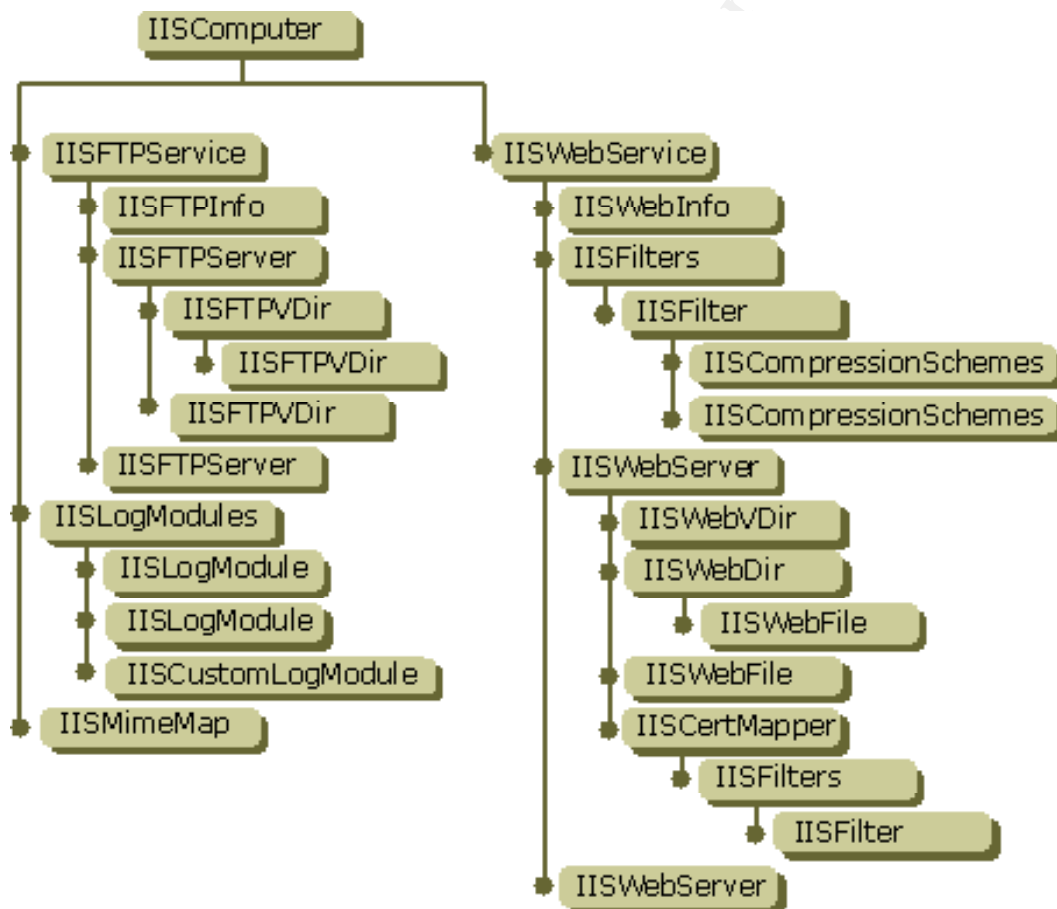 IISComputer
IISFTPService
IISFTPInfo
IISFTPServer
IISFTPVDir
IISFTPVDir
IISFTPVDir
IISFTPServer
IISLogModules
IISLogModule
IISLogModule
IISCustomLogModule
IISMimeMap
IISWebService
IISWebInfo
IISFilters
IISFilter
IISCompressionSchemes
IISCompressionSchemes
IISWebServer
IISWebVDir
IISWebDir
IISWebFile
IISWebFile
IISCertMapper
IISFilters
IISFilter
IISWebServer